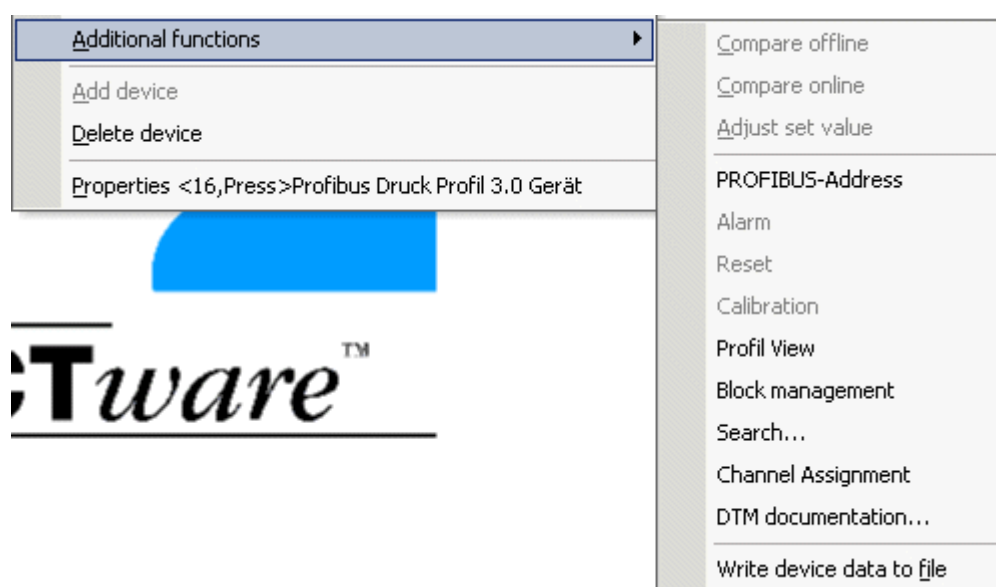 Additional functions
Add device
Delete device
Properties <16,Press>Profibus Druck Profil 3.0 Gerät
Compare offline
Compare online
Adjust set value
PROFIBUS-Address
Alarm
Reset
Calibration
Profil View
Block management
Search...
Channel Assignment
DTM documentation...
Write device data to file
CTware™